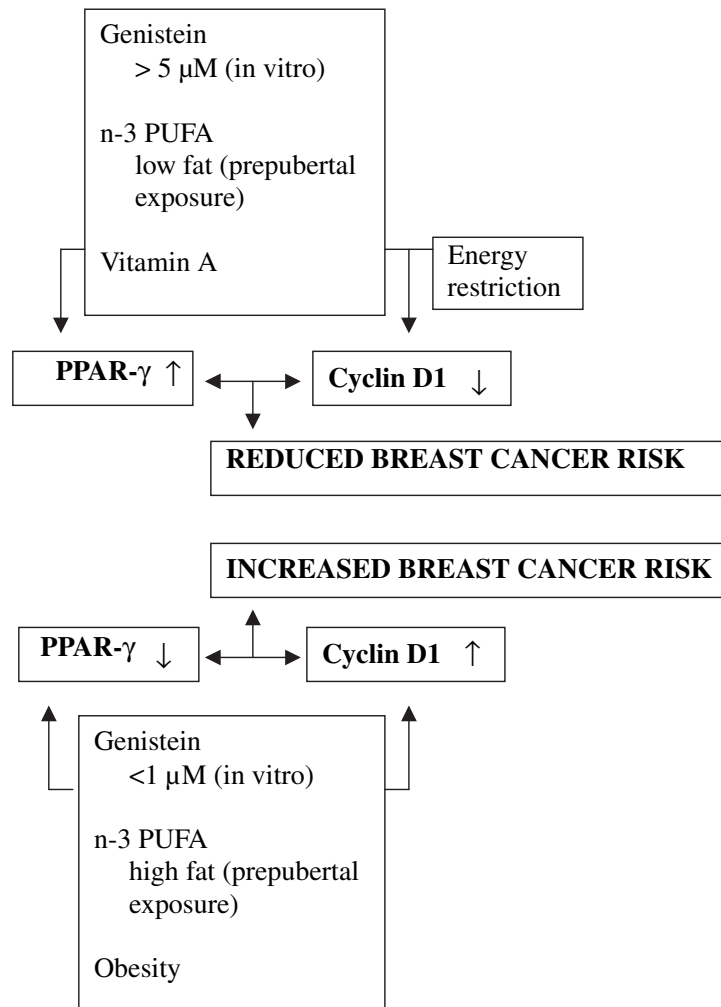 Genistein
> 5 μM (in vitro)
n-3 PUFA
low fat (prepubertal
exposure)
Vitamin A
Energy
restriction
PPAR-γ ↑
Cyclin D1 ↓
REDUCED BREAST CANCER RISK
INCREASED BREAST CANCER RISK
PPAR-γ ↓
Cyclin D1 ↑
Genistein
<1 μM (in vitro)
n-3 PUFA
high fat (prepubertal
exposure)
Obesity